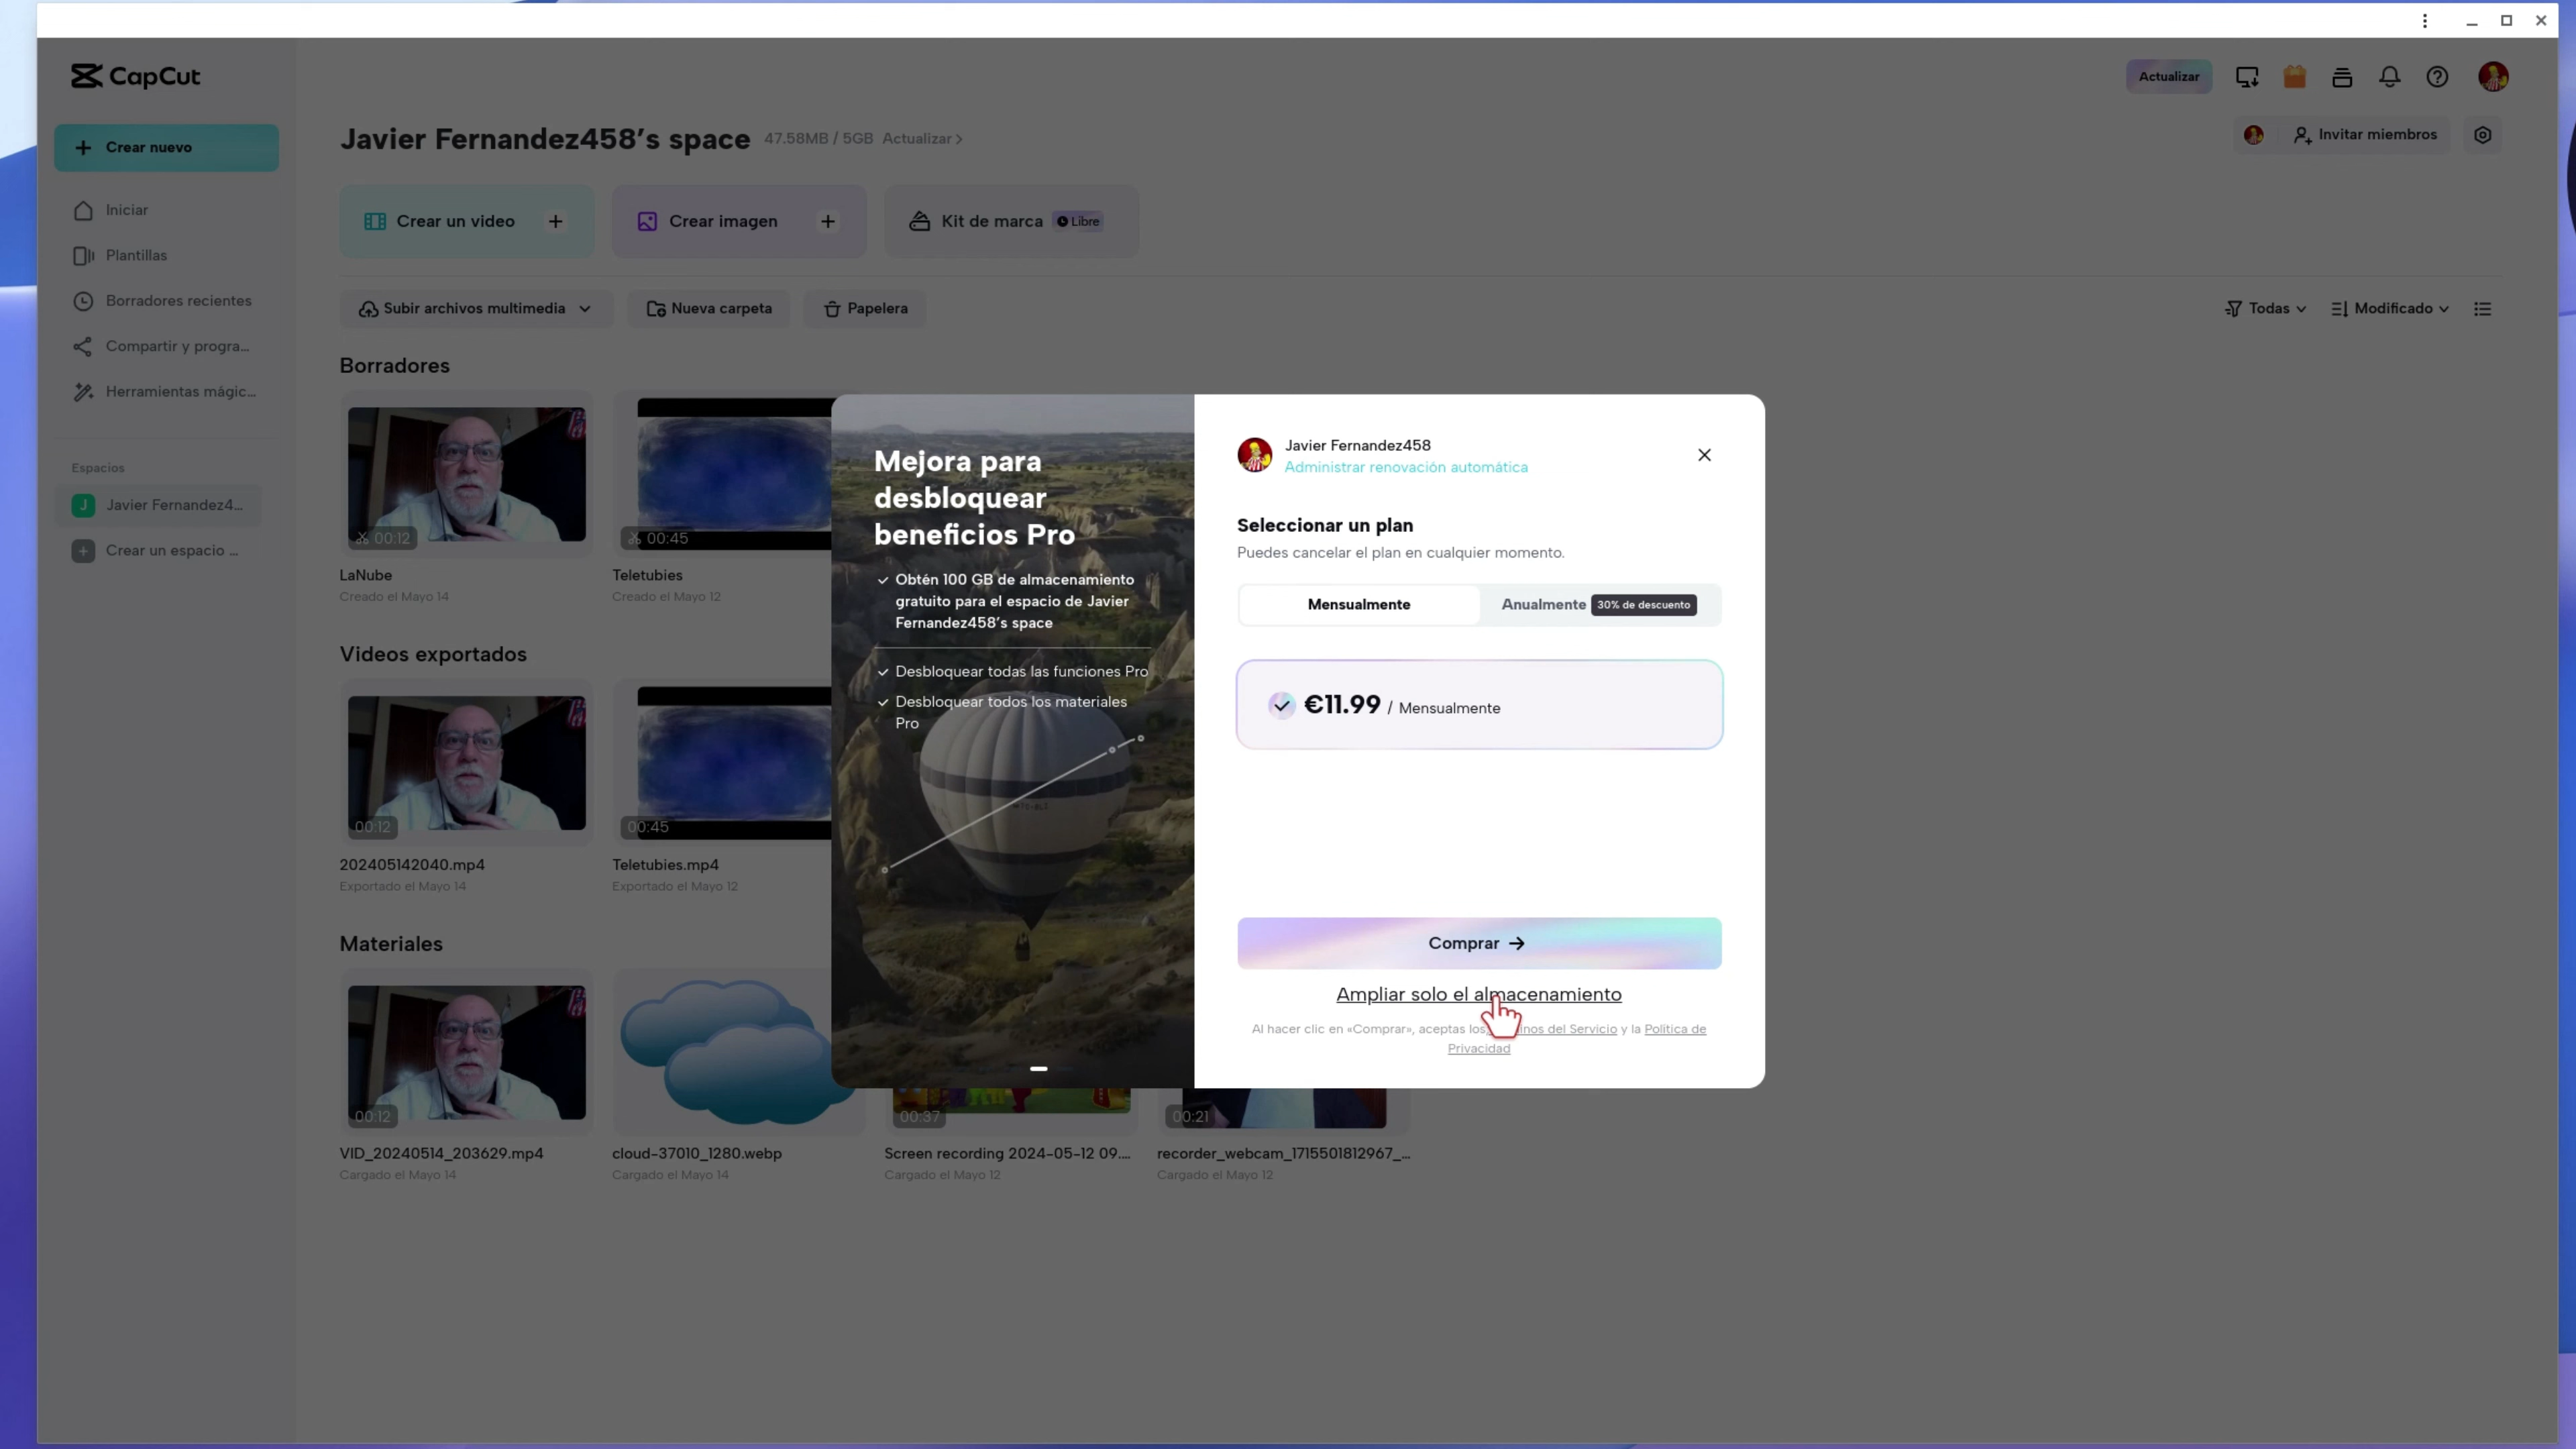 CapCut
Actualizar
Crear nuevo
Javier Fernandez458's space 47.58MB / 5GB Actualizar
Invitar miembros
Iniciar
Plantillas
Borradores recientes
Compartir y progra...
Herramientas mágic...
Espacios
J Javier Fernandez4...
Crear un espacio ...
Crear un video
Crear imagen
Kit de marca Libre
Subir archivos multimedia
Nueva carpeta
Papelera
Todas
Modificado
Borradores
00:12
00:45
LaNube
Teletubies
Creado el Mayo 14
Creado el Mayo 12
Videos exportados
00:12
00:45
202405142040.mp4
Teletubies.mp4
Exportado el Mayo 14
Exportado el Mayo 12
Materiales
00:12
00:37
00:21
VID_20240514_203629.mp4
cloud-37010_1280.webp
Screen recording 2024-05-12 09....
recorder_webcam_1715501812967_...
Cargado el Mayo 14
Cargado el Mayo 14
Cargado el Mayo 12
Cargado el Mayo 12
Mejora para
desbloquear
beneficios Pro
Obtén 100 GB de almacenamiento
gratuito para el espacio de Javier
Fernandez458's space
Desbloquear todas las funciones Pro
Desbloquear todos los materiales
Pro
Javier Fernandez458
Administrar renovación automática
Seleccionar un plan
Puedes cancelar el plan en cualquier momento.
Mensualmente
Anualmente 30% de descuento
€11.99 / Mensualmente
Comprar
Ampliar solo el almacenamiento
Al hacer clic en «Comprar», aceptas los del Servicio y la Política de
Privacidad